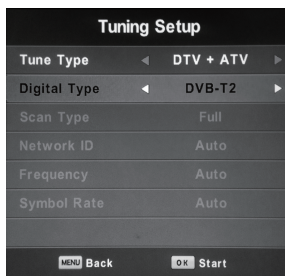 Tuning Setup
Tune Type DTV + ATV
Digital Type DVB-T2
Scan Type Full
Network ID Auto
Frequency Auto
Symbol Rate Auto
MENU Back OK Start